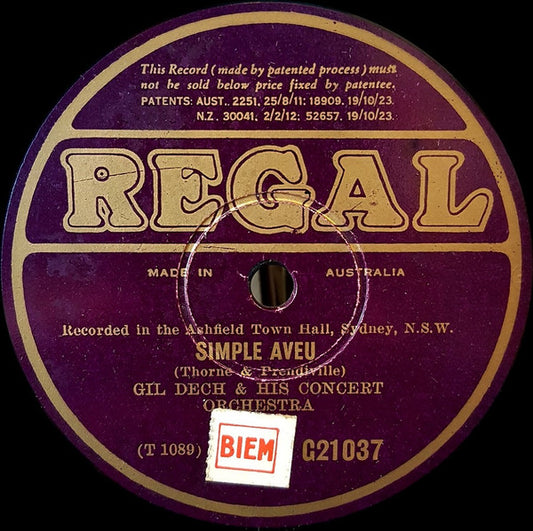 This Record (made by patented process) must
not be sold below price fixed by patentee.
PATENTS: AUST. 2251, 25/8/11: 18909. 19/10/23.
N.Z. 30041, 2/2/12; 52657, 19/10/23.
REGAL
MADE IN AUSTRALIA
Recorded in the Ashfield Town Hall, Sydney, N.S.W.
SIMPLE AVEU
(Thorne & Prendiville)
GIL DECH & HIS CONCERT
ORCHESTRA
(T 1089) BIEM G21037